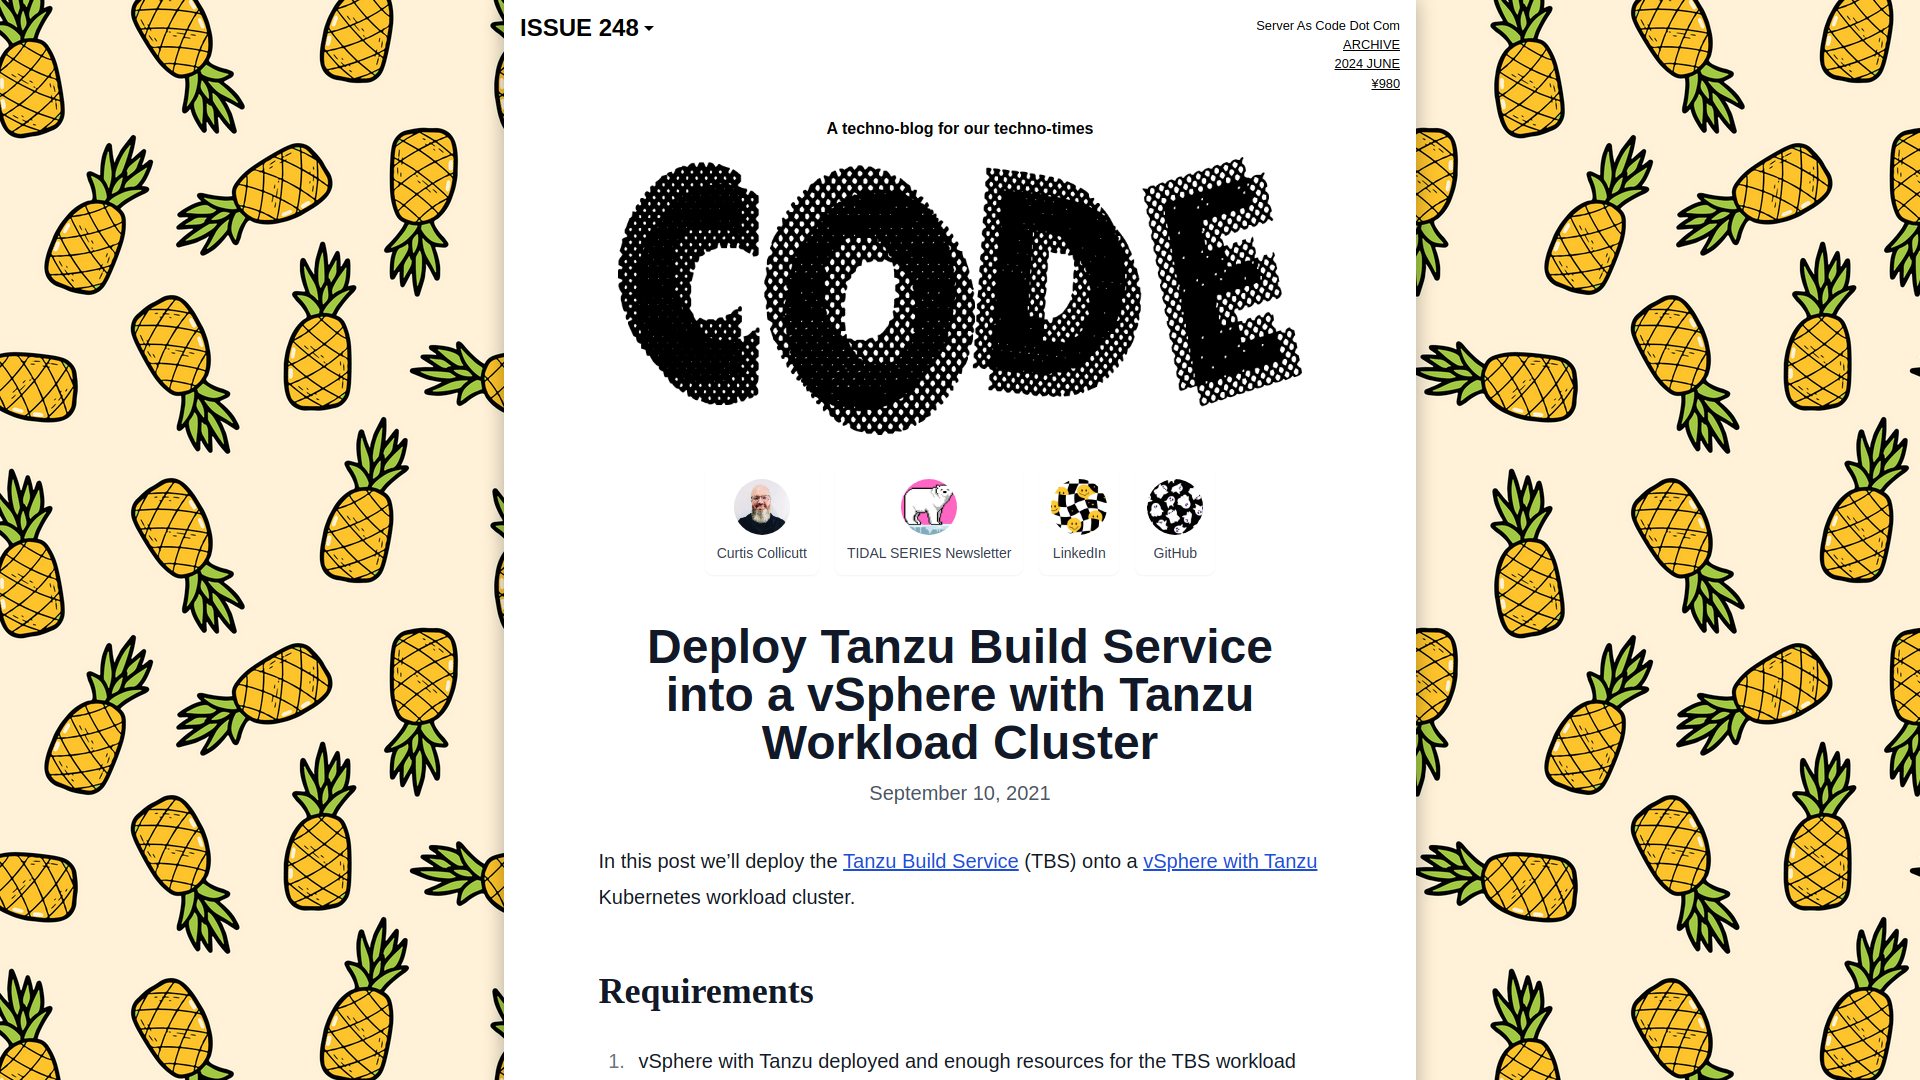 ISSUE 248
Server As Code Dot Com
ARCHIVE
2024 JUNE
¥980
A techno-blog for our techno-times
CODE
Curtis Collicutt
TIDAL SERIES Newsletter
LinkedIn
GitHub
Deploy Tanzu Build Service
into a vSphere with Tanzu
Workload Cluster
September 10, 2021
In this post we’ll deploy the Tanzu Build Service (TBS) onto a vSphere with Tanzu
Kubernetes workload cluster.
Requirements
1. vSphere with Tanzu deployed and enough resources for the TBS workload